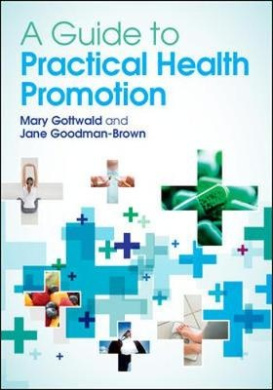 A Guide to
Practical Health
Promotion
Mary Gottwald and
Jane Goodman-Brown